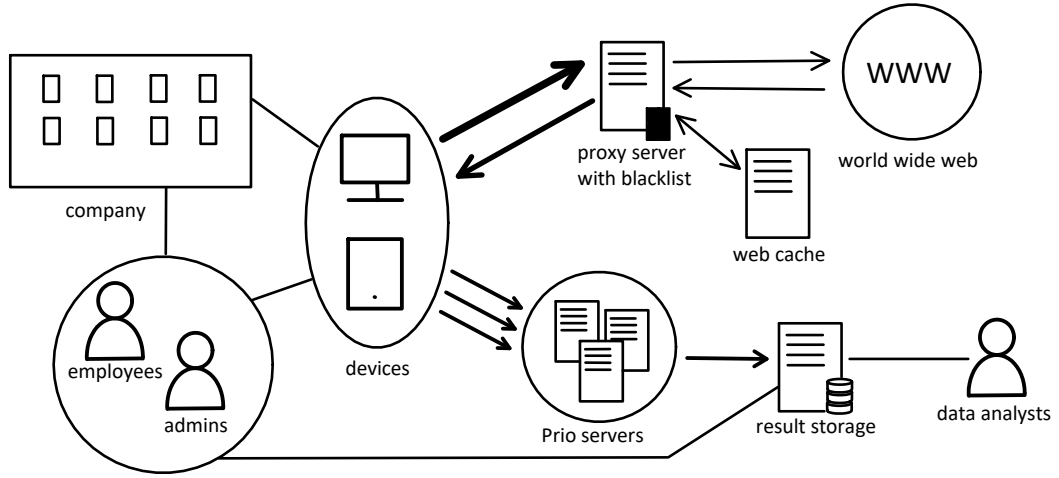 WWW
proxy server
with blacklist
world wide web
company
web cache
employees
devices
admins
Prio servers
result storage
data analysts